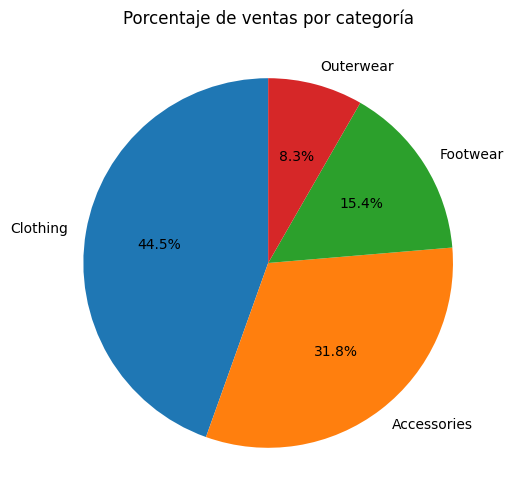 Porcentaje de ventas por categoría
Outerwear
8.3%
Footwear
15.4%
Clothing
44.5%
31.8%
Accessories